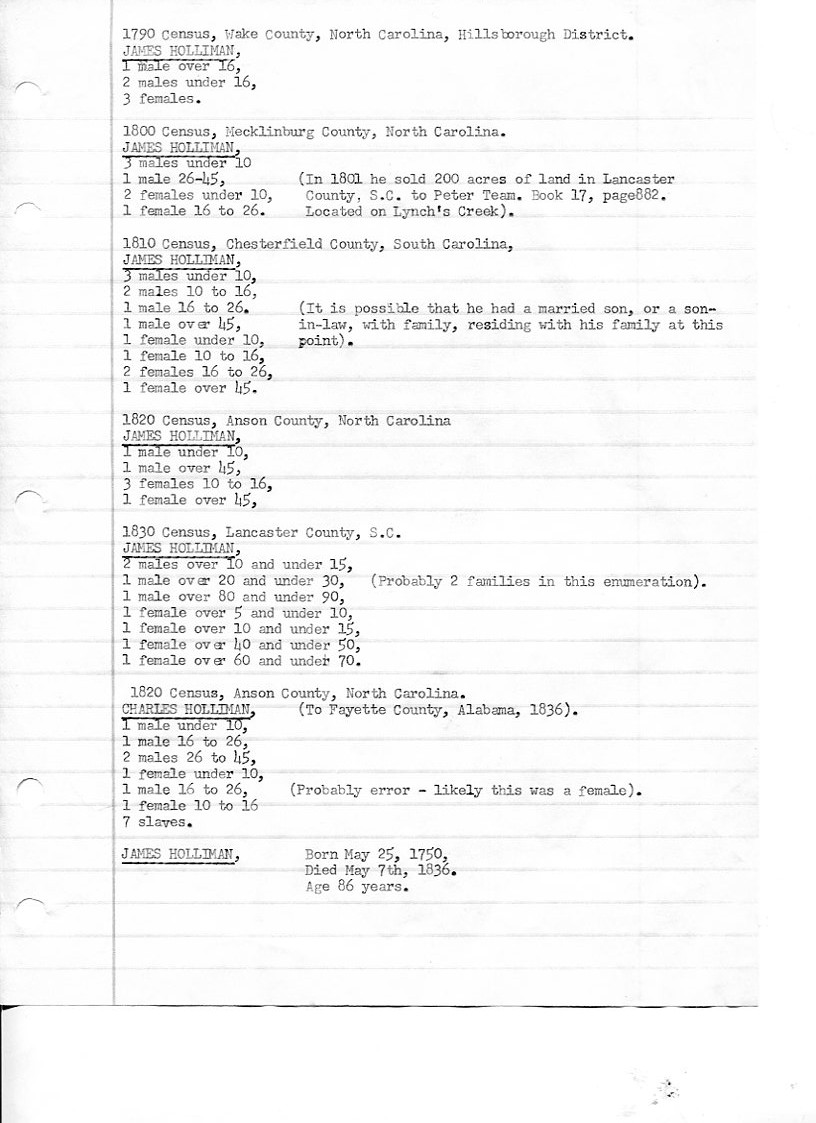 1790 Census, Wake County, North Carolina, Hillsborough District.
JAMES HOLLIMAN,
1 male over 16,
2 males under 16,
3 females.
1800 Census, Mecklinburg County, North Carolina.
JAMES HOLLIMAN,
3 males under 10
1 male 26-45, (In 1801 he sold 200 acres of land in Lancaster
2 females under 10, County, S.C. to Peter Team. Book 17, page882.
1 female 16 to 26. Located on Lynch's Creek).
1810 Census, Chesterfield County, South Carolina,
JAMES HOLLIMAN,
3 males under 10,
2 males 10 to 16,
1 male 16 to 26. (It is possible that he had a married son, or a son-
1 male over 45, in-law, with family, residing with his family at this
1 female under 10, point).
1 female 10 to 16,
2 females 16 to 26,
1 female over 45.
1820 Census, Anson County, North Carolina
JAMES HOLLIMAN,
1 male under 10,
1 male over 45,
3 females 10 to 16,
1 female over 45,
1830 Census, Lancaster County, S.C.
JAMES HOLLIMAN,
2 males over 10 and under 15,
1 male over 20 and under 30, (Probably 2 families in this enumeration).
1 male over 80 and under 90,
1 female over 5 and under 10,
1 female over 10 and under 15,
1 female over 40 and under 50,
1 female over 60 and under 70.
1820 Census, Anson County, North Carolina.
CHARLES HOLLIMAN, (To Fayette County, Alabama, 1836).
1 male under 10,
1 male 16 to 26,
2 males 26 to 45,
1 female under 10,
1 male 16 to 26, (Probably error - likely this was a female).
1 female 10 to 16
7 slaves.
JAMES HOLLIMAN, Born May 25, 1750,
Died May 7th, 1836.
Age 86 years.